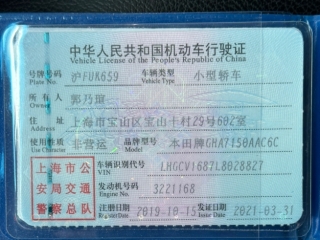 中华人民共和国机动车行驶证
Vehicle License of the People's Republic of China
号牌号码 Plate No. 沪FUK659 车辆类型 Vehicle Type 小型轿车
所有人 Owner 郭乃瑞
住址 Address 上海市宝山区宝山十村29号602室
使用性质 Use Character 非营运 品牌型号 Model 本田牌GHA7150AAC6C
上海市公安局交通警察总队
车辆识别代号 VIN LHGCV1687L8028827
发动机号码 Engine No. 3221168
注册日期 Register Date 2019-10-15 发证日期 Issue Date 2021-03-31